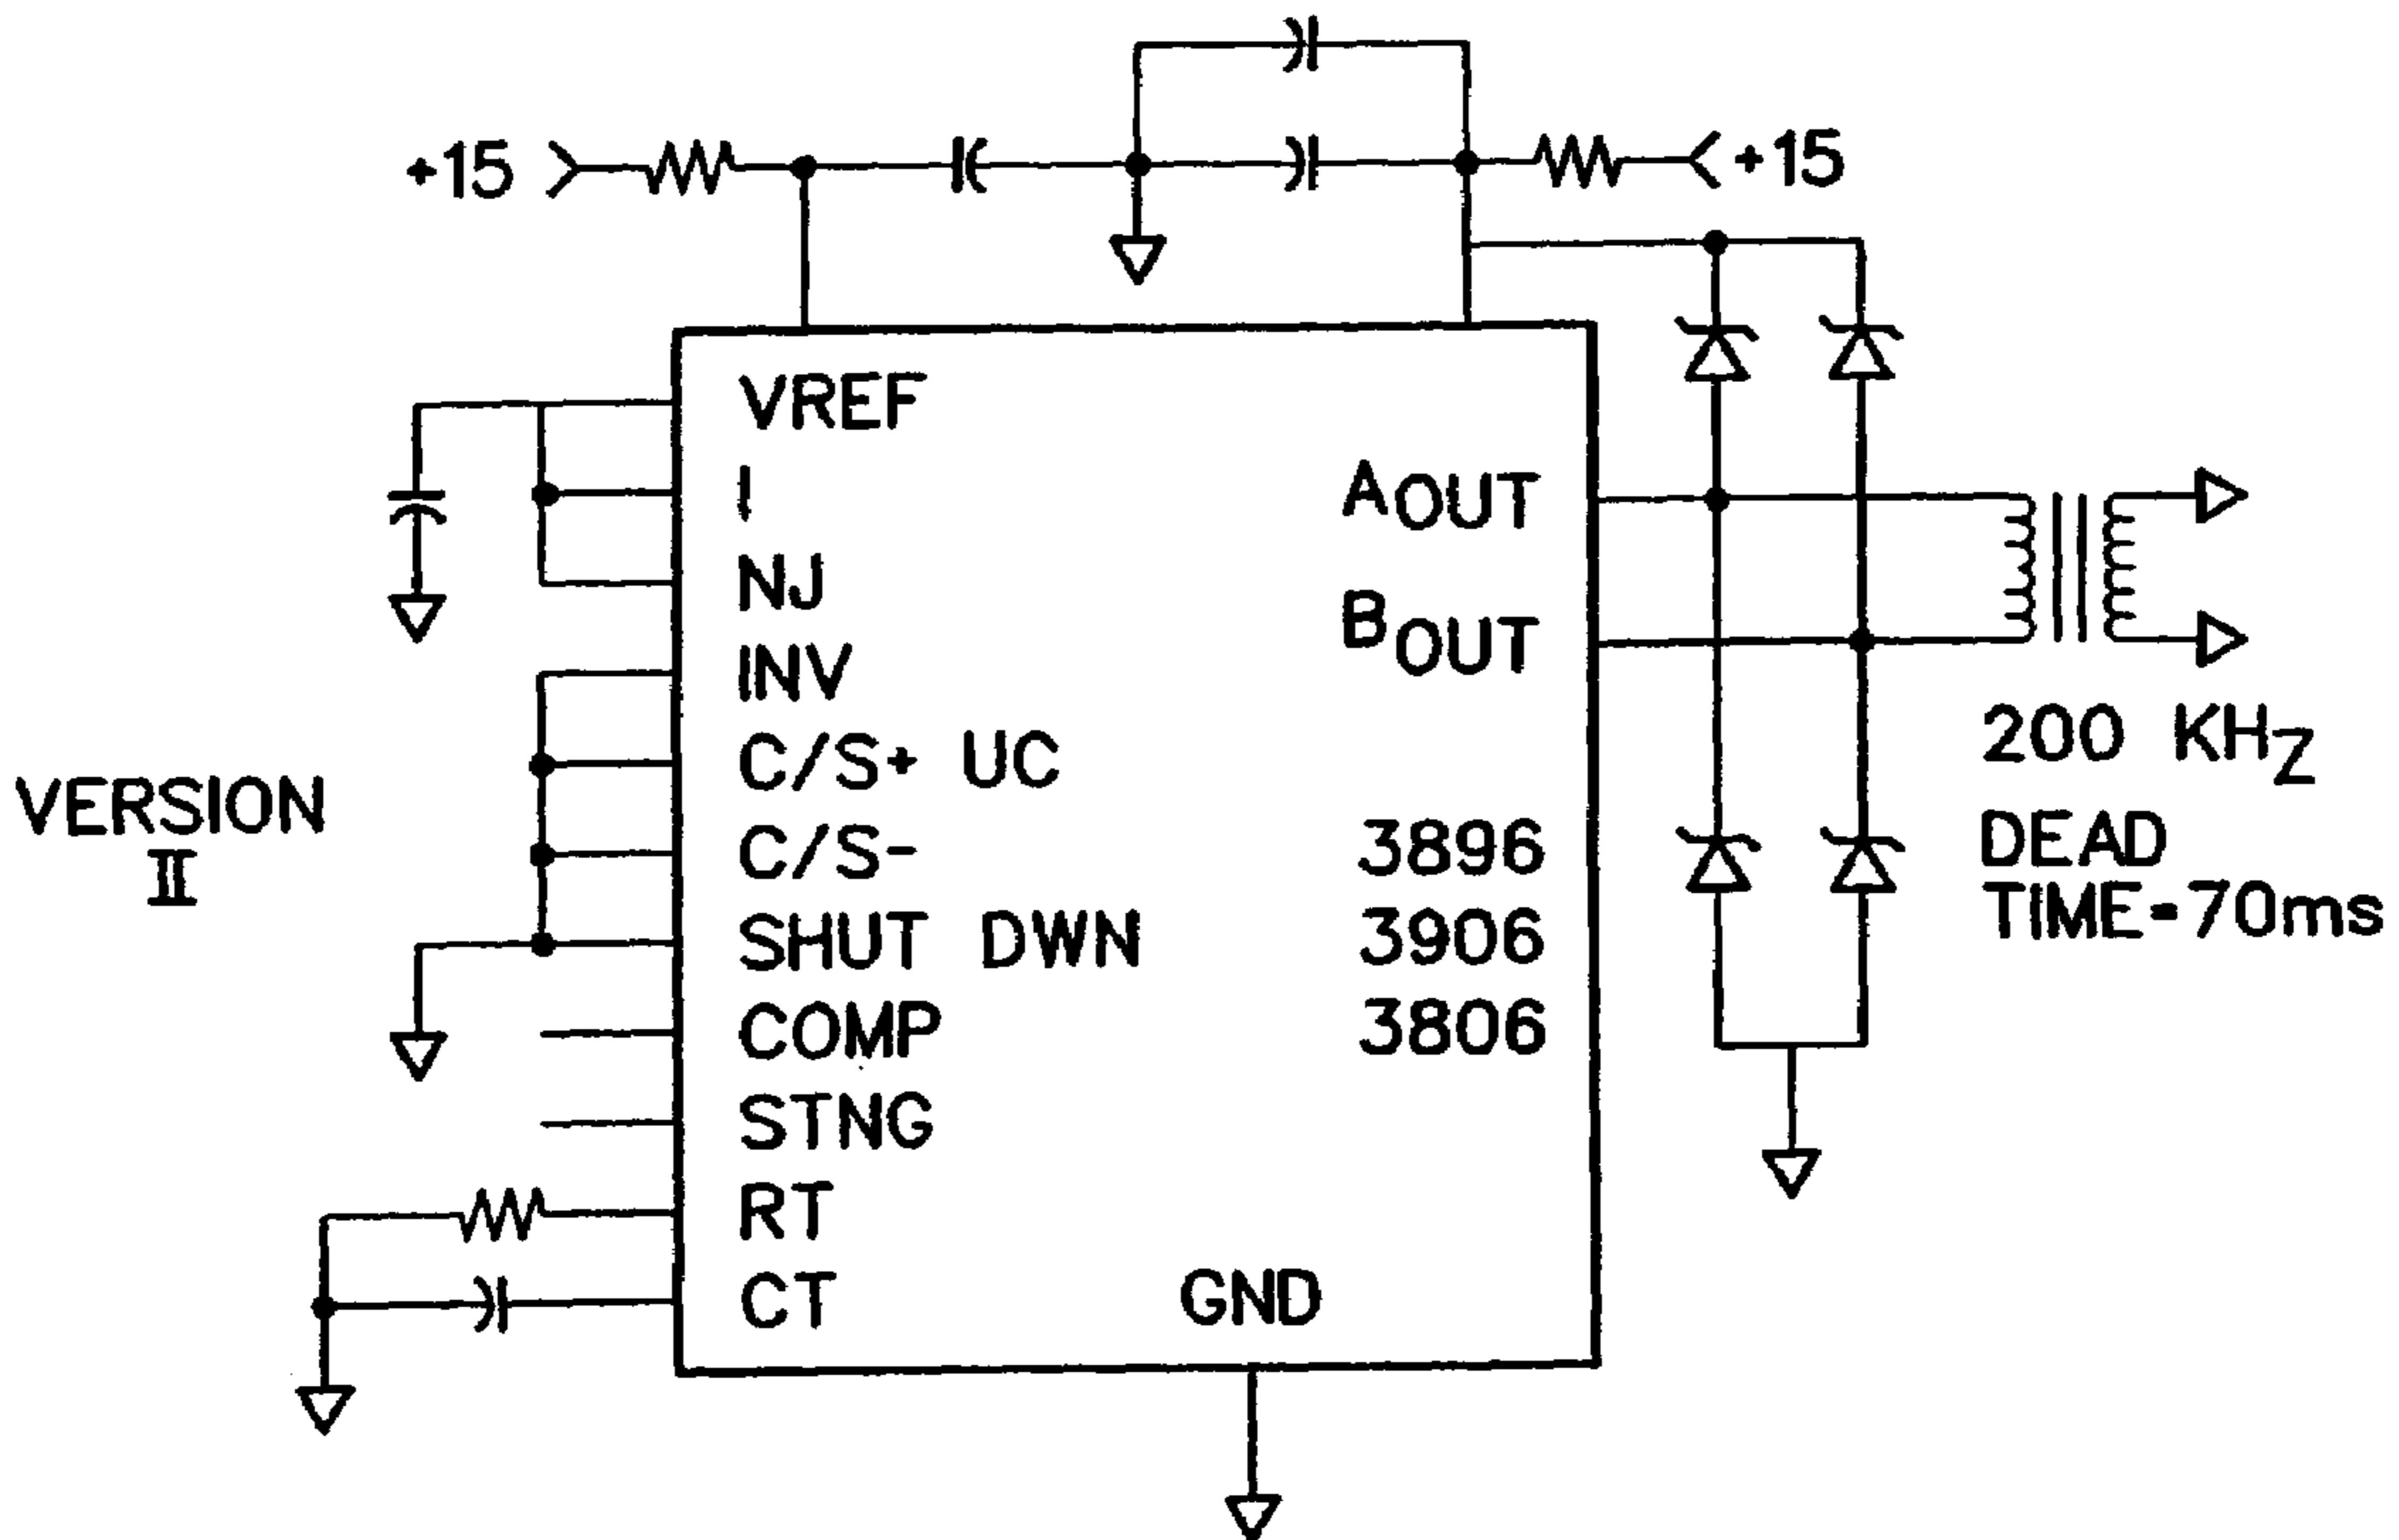 +15
+15
VREF
I
NJ
INV
C/S+ UC
C/S-
SHUT DWN
COMP
STNG
RT
CT
GND
AOUT
BOUT
3896
3906
3806
200 KHZ
DEAD
TIME-70ms
VERSION
II